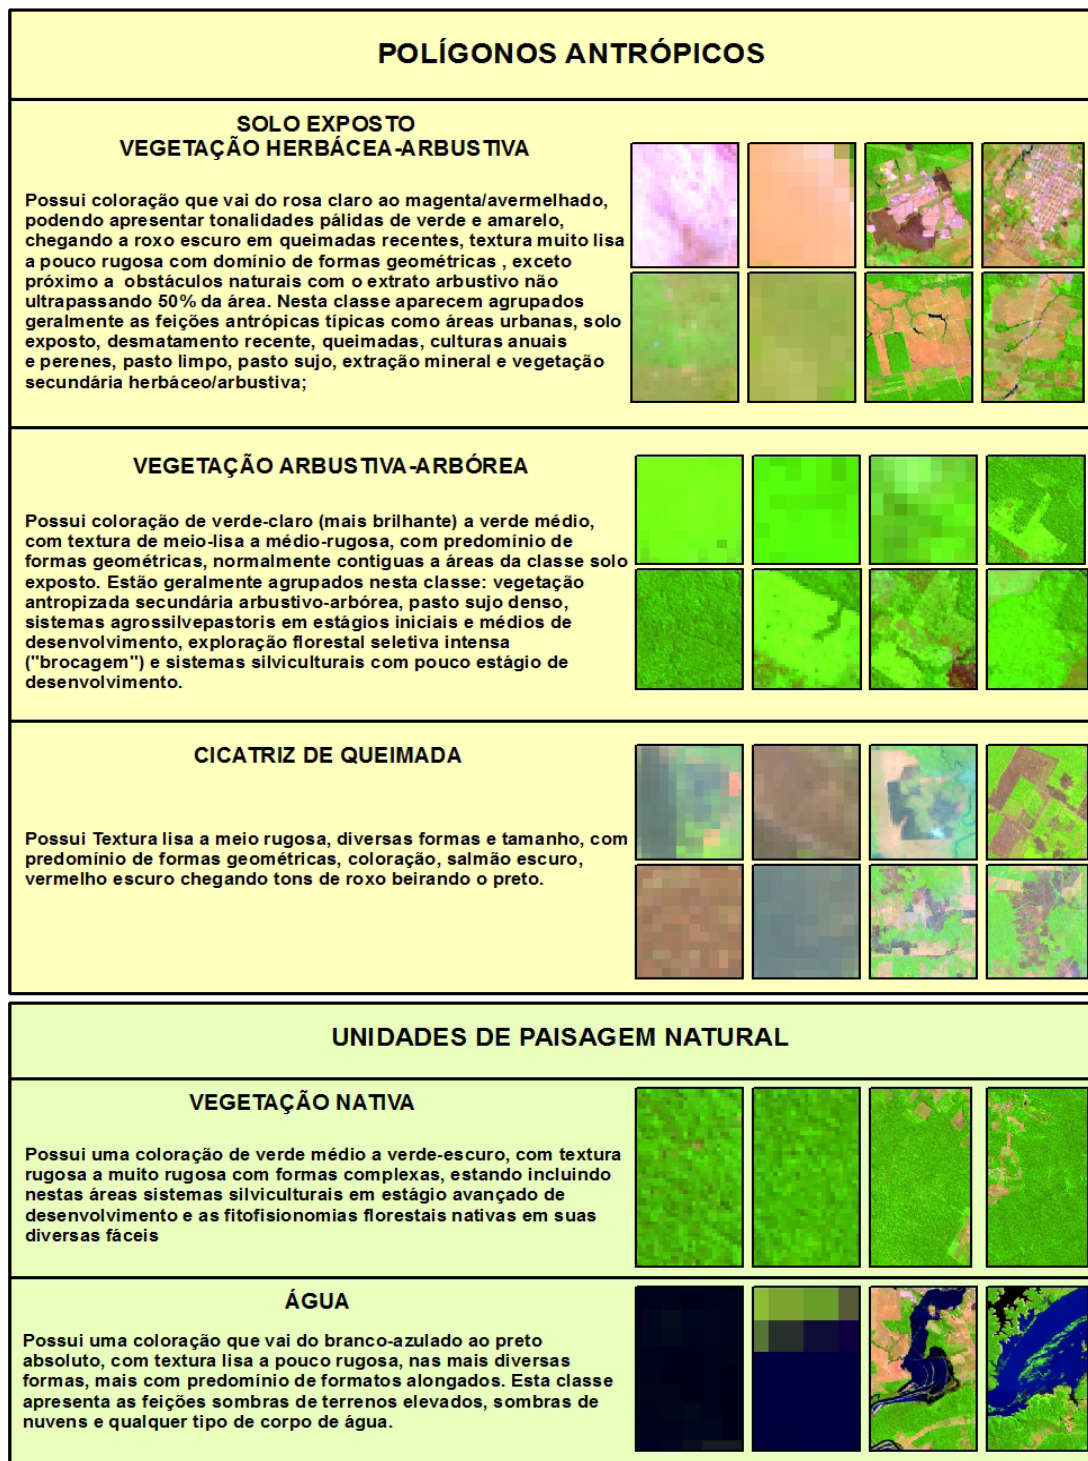 POLÍGONOS ANTRÓPICOS
SOLO EXPOSTO
VEGETAÇÃO HERBÁCEA-ARBUSTIVA
Possui coloração que vai do rosa claro ao magenta/avermelhado,
podendo apresentar tonalidades pálidas de verde e amarelo,
chegando a roxo escuro em queimadas recentes, textura muito lisa
a pouco rugosa com domínio de formas geométricas , exceto
próximo a obstáculos naturais com o extrato arbustivo não
ultrapassando 50% da área. Nesta classe aparecem agrupados
geralmente as feições antrópicas típicas como áreas urbanas, solo
exposto, desmatamento recente, queimadas, culturas anuais
e perenes, pasto limpo, pasto sujo, extração mineral e vegetação
secundária herbáceo/arbustiva;
VEGETAÇÃO ARBUSTIVA-ARBÓREA
Possui coloração de verde-claro (mais brilhante) a verde médio,
com textura de meio-lisa a médio-rugosa, com predomínio de
formas geométricas, normalmente contiguas a áreas da classe solo
exposto. Estão geralmente agrupados nesta classe: vegetação
antropizada secundária arbustivo-arbórea, pasto sujo denso,
sistemas agrossilvepastoris em estágios iniciais e médios de
desenvolvimento, exploração florestal seletiva intensa
("brocagem") e sistemas silviculturais com pouco estágio de
desenvolvimento.
CICATRIZ DE QUEIMADA
Possui Textura lisa a meio rugosa, diversas formas e tamanho, com
predomínio de formas geométricas, coloração, salmão escuro,
vermelho escuro chegando tons de roxo beirando o preto.
UNIDADES DE PAISAGEM NATURAL
VEGETAÇÃO NATIVA
Possui uma coloração de verde médio a verde-escuro, com textura
rugosa a muito rugosa com formas complexas, estando incluindo
nestas áreas sistemas silviculturais em estágio avançado de
desenvolvimento e as fitofisionomias florestais nativas em suas
diversas fáceis
ÁGUA
Possui uma coloração que vai do branco-azulado ao preto
absoluto, com textura lisa a pouco rugosa, nas mais diversas
formas, mais com predomínio de formatos alongados. Esta classe
apresenta as feições sombras de terrenos elevados, sombras de
nuvens e qualquer tipo de corpo de água.